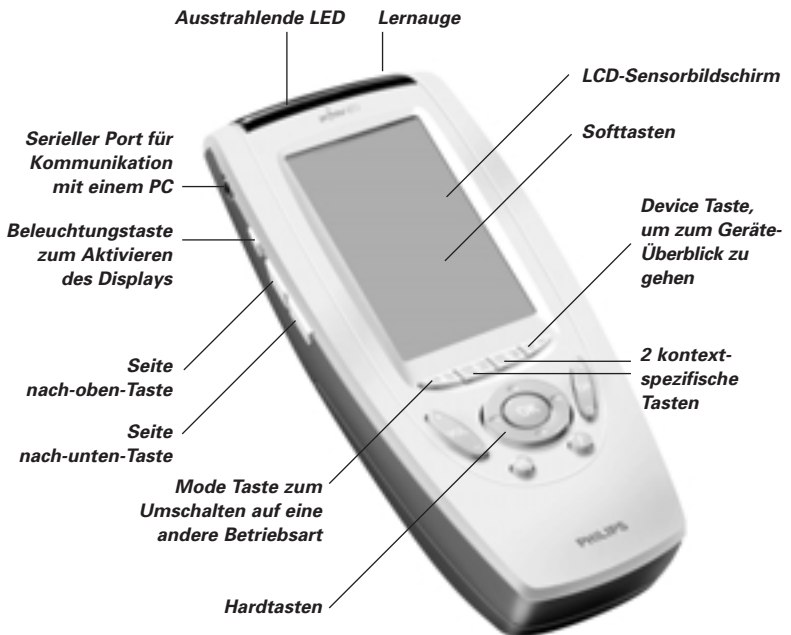 Ausstrahlende LED
Lernauge
LCD-Sensorbildschirm
Softtasten
Serieller Port für
Kommunikation
mit einem PC
Device Taste,
um zum Geräte-
Überblick zu
gehen
Beleuchtungstaste
zum Aktivieren
des Displays
2 kontext-
spezifische
Tasten
Seite
nach-oben-Taste
Seite
nach-unten-Taste
Mode Taste zum
Umschalten auf eine
andere Betriebsart
PHILIPS
Hardtasten